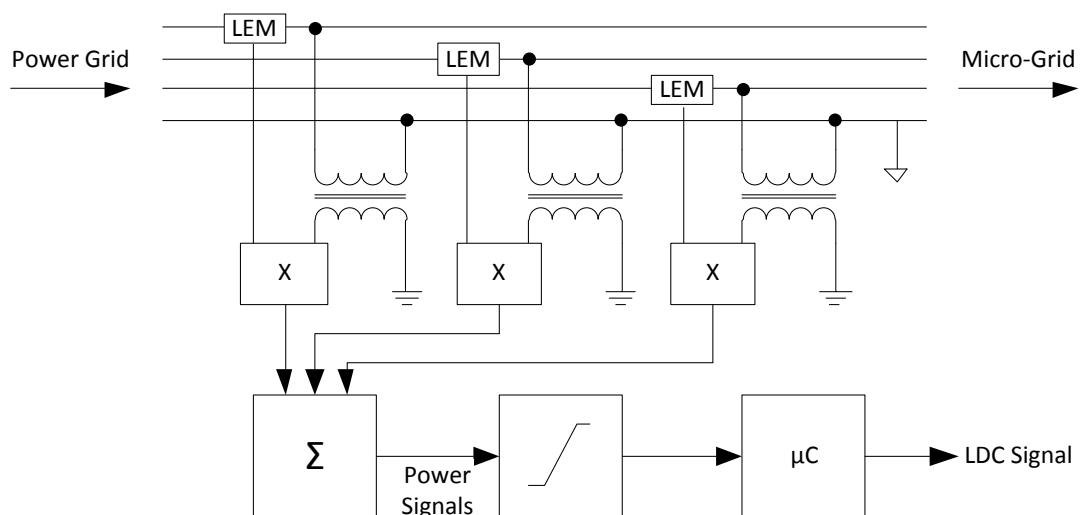 LEM
Power Grid
LEM
Micro-Grid
LEM
X
X
X
Σ
Power
Signals
μC
LDC Signal